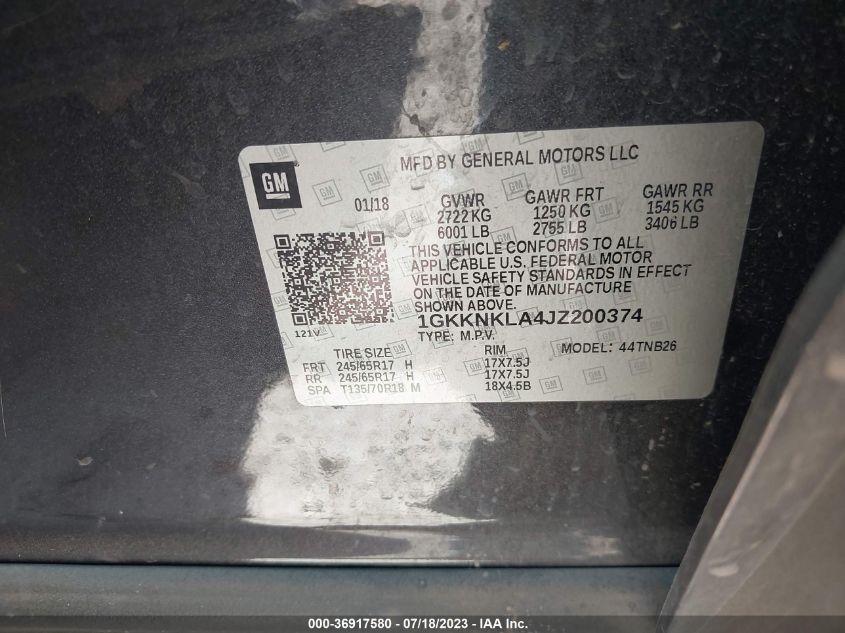 GM
MFD BY GENERAL MOTORS LLC
01/18 GVWR GAWR FRT GAWR RR
2722 KG 1250 KG 1545 KG
6001 LB 2755 LB 3406 LB
THIS VEHICLE CONFORMS TO ALL
APPLICABLE U.S. FEDERAL MOTOR
VEHICLE SAFETY STANDARDS IN EFFECT
ON THE DATE OF MANUFACTURE
SHOWN ABOVE.
121V
1GKKNKLA4JZ200374
TYPE: M.P.V. MODEL: 44TNB26
TIRE SIZE RIM
FRT 245/65R17 H 17X7.5J
RR 245/65R17 H 17X7.5J
SPA T135/70R18 M 18X4.5B
000-36917580 - 07/18/2023 - IAAI.COM